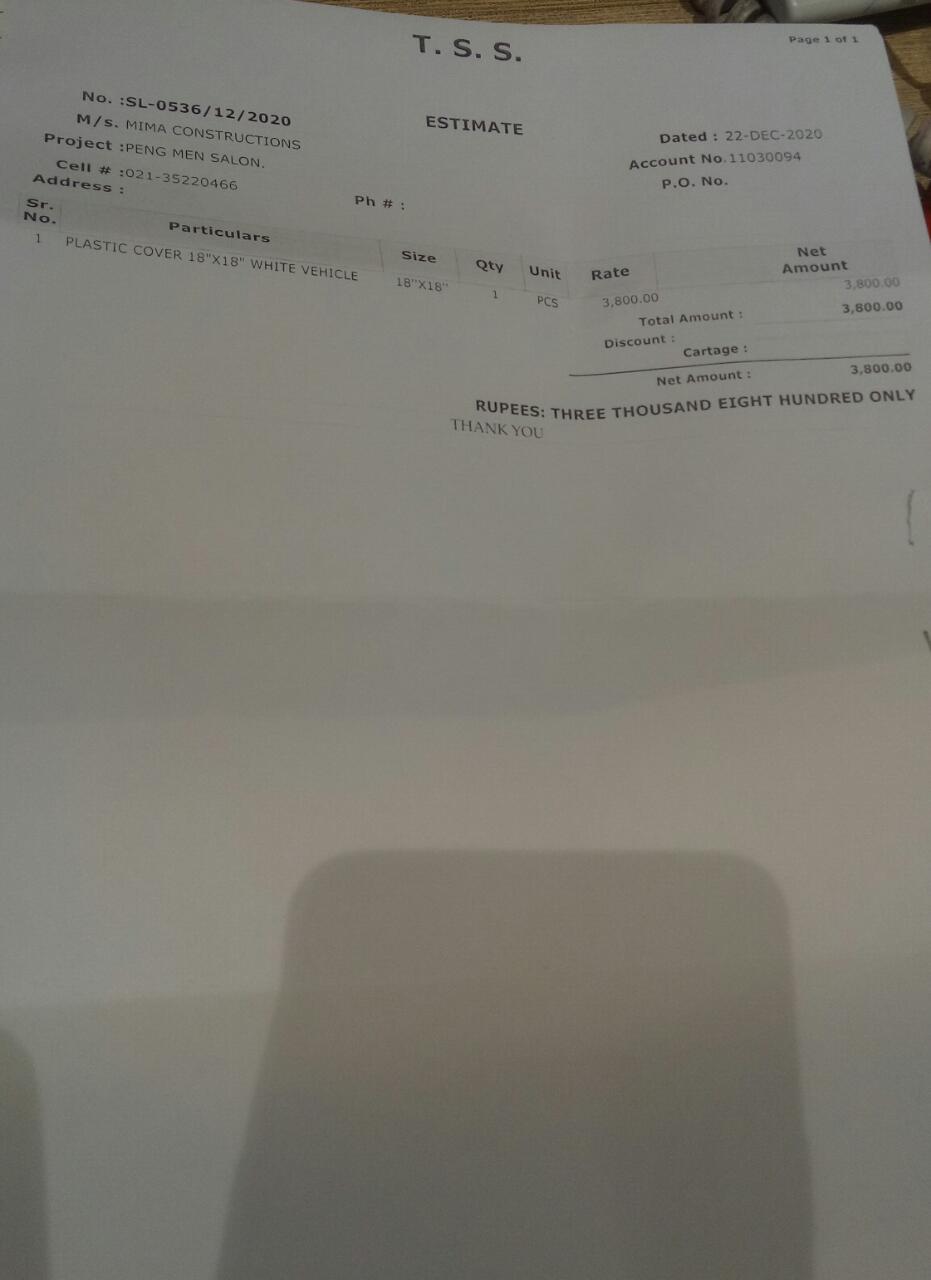 Page 1 of 1
T. S. S.
No. :SL-0536/12/2020
ESTIMATE
Dated : 22-DEC-2020
M/s. MIMA CONSTRUCTIONS
Account No.11030094
Project :PENG MEN SALON.
P.O. No.
Cell # :021-35220466
Ph # :
Address :
Sr. No. Particulars Size Qty Unit Rate Net Amount
1 PLASTIC COVER 18"X18" WHITE VEHICLE 18"X18" 1 PCS 3,800.00 3,800.00
Total Amount : 3,800.00
Discount :
Cartage :
Net Amount : 3,800.00
RUPEES: THREE THOUSAND EIGHT HUNDRED ONLY
THANK YOU